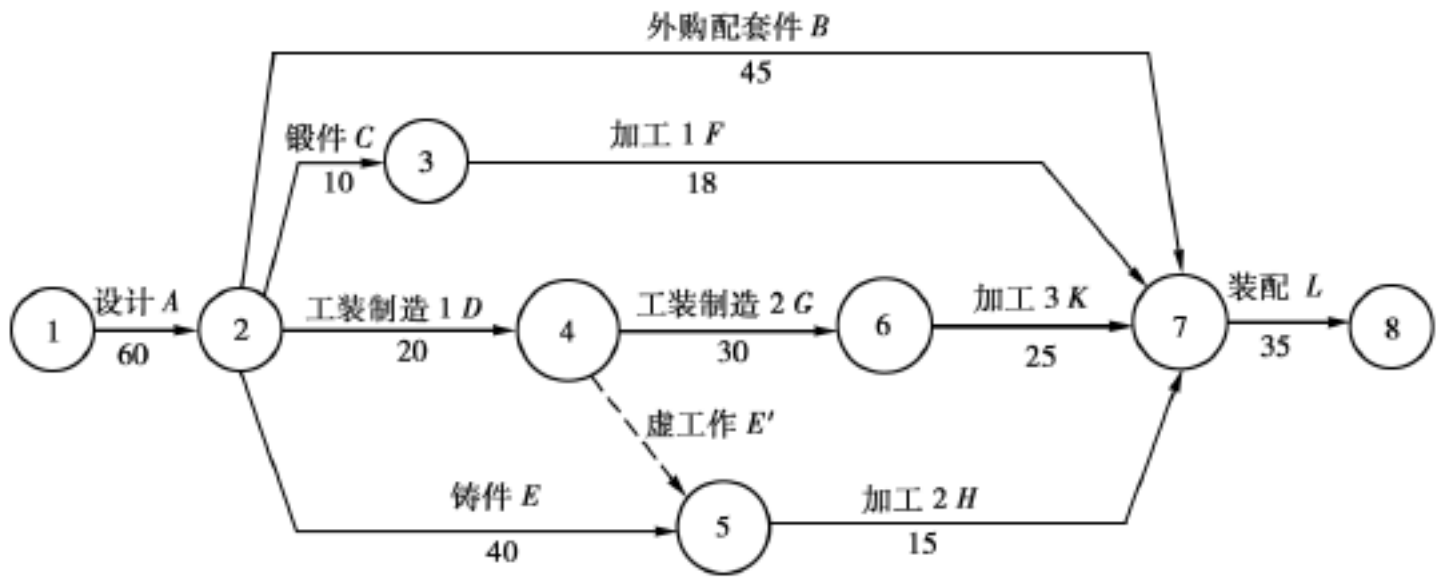 外购配套件 B
45
锻件 C
10
3
加工 1 F
18
1
设计 A
60
2
工装制造 1 D
20
4
工装制造 2 G
30
6
加工 3 K
25
7
装配 L
35
8
虚工作 E′
铸件 E
40
5
加工 2 H
15